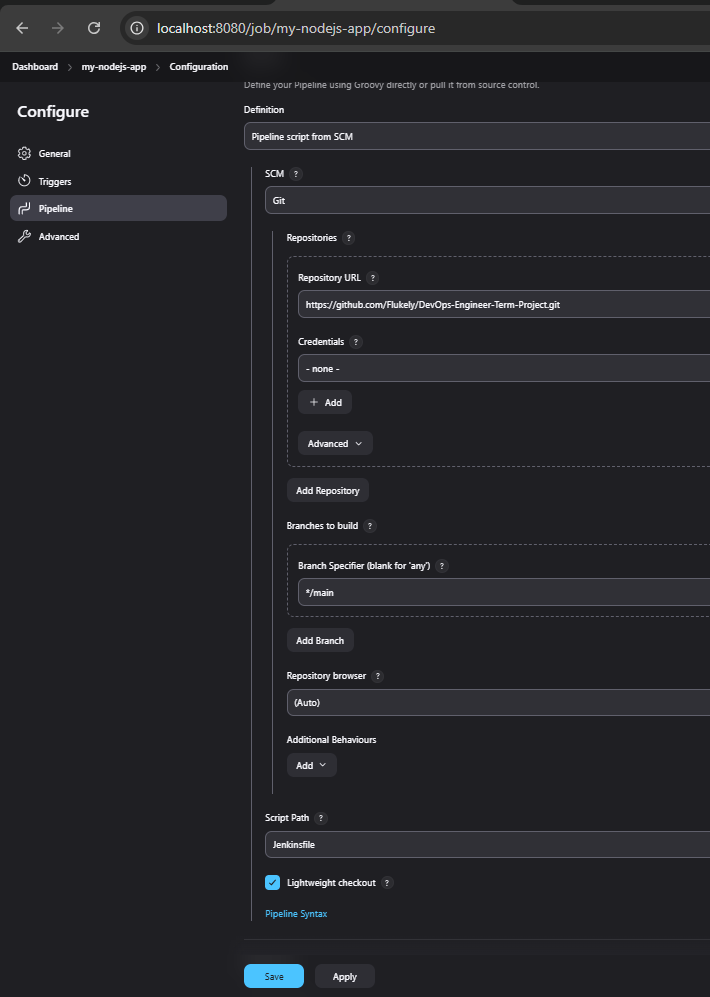 localhost:8080/job/my-nodejs-app/configure
Dashboard > my-nodejs-app > Configuration
Configure
General
Triggers
Pipeline
Advanced
Define your Pipeline using Groovy directly or pull it from source control.
Definition
Pipeline script from SCM
SCM ?
Git
Repositories ?
Repository URL ?
https://github.com/Flukely/DevOps-Engineer-Term-Project.git
Credentials ?
- none -
+ Add
Advanced
Add Repository
Branches to build ?
Branch Specifier (blank for 'any') ?
*/main
Add Branch
Repository browser ?
(Auto)
Additional Behaviours
Add
Script Path ?
Jenkinsfile
Lightweight checkout ?
Pipeline Syntax
Save
Apply